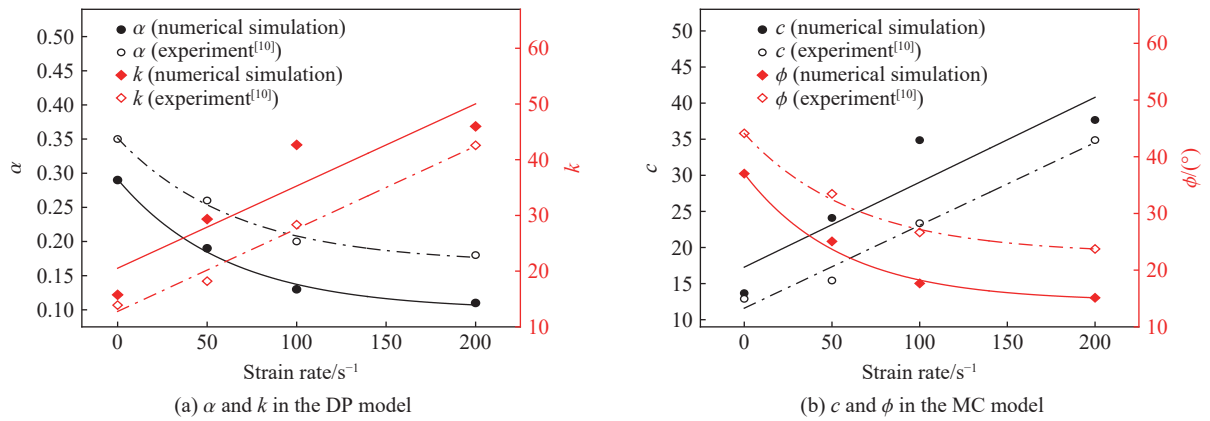 α (numerical simulation)
α (experiment[10])
k (numerical simulation)
k (experiment[10])
0.50
0.45
0.40
0.35
0.30
0.25
0.20
0.15
0.10
α
60
50
40
30
20
10
k
0 50 100 150 200
Strain rate/s−1
(a) α and k in the DP model
c (numerical simulation)
c (experiment[10])
ϕ (numerical simulation)
ϕ (experiment[10])
50
45
40
35
30
25
20
15
10
c
60
50
40
30
20
10
ϕ/(°)
0 50 100 150 200
Strain rate/s−1
(b) c and ϕ in the MC model